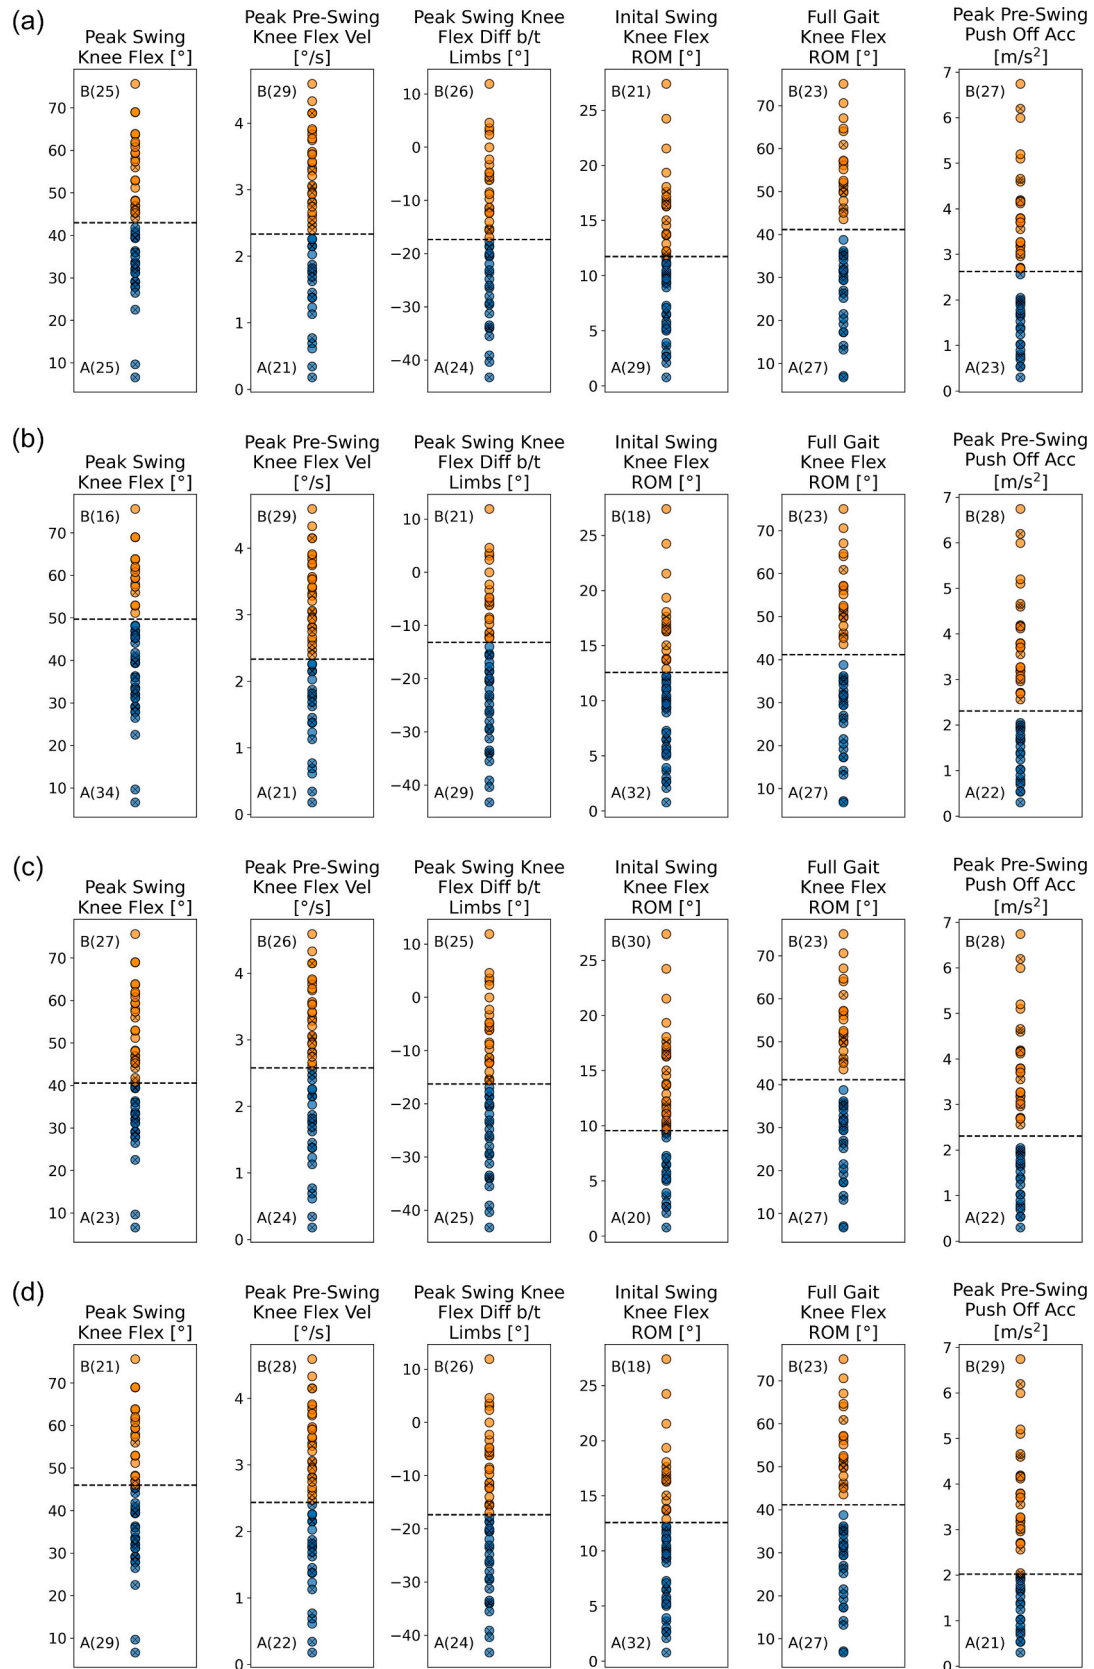 (a)
Peak Swing
Knee Flex [°]
Peak Pre-Swing
Knee Flex Vel
[°/s]
Peak Swing Knee
Flex Diff b/t
Limbs [°]
Inital Swing
Knee Flex
ROM [°]
Full Gait
Knee Flex
ROM [°]
Peak Pre-Swing
Push Off Acc
[m/s²]
B(25)
70
60
50
40
30
20
10
A(25)
B(29)
4
3
2
1
0
A(21)
B(26)
10
0
−10
−20
−30
−40
A(24)
B(21)
25
20
15
10
5
0
A(29)
B(23)
70
60
50
40
30
20
10
A(27)
B(27)
7
6
5
4
3
2
1
0
A(23)
(b)
Peak Swing
Knee Flex [°]
Peak Pre-Swing
Knee Flex Vel
[°/s]
Peak Swing Knee
Flex Diff b/t
Limbs [°]
Inital Swing
Knee Flex
ROM [°]
Full Gait
Knee Flex
ROM [°]
Peak Pre-Swing
Push Off Acc
[m/s²]
B(16)
70
60
50
40
30
20
10
A(34)
B(29)
4
3
2
1
0
A(21)
B(21)
10
0
−10
−20
−30
−40
A(29)
B(18)
25
20
15
10
5
0
A(32)
B(23)
70
60
50
40
30
20
10
A(27)
B(28)
7
6
5
4
3
2
1
0
A(22)
(c)
Peak Swing
Knee Flex [°]
Peak Pre-Swing
Knee Flex Vel
[°/s]
Peak Swing Knee
Flex Diff b/t
Limbs [°]
Inital Swing
Knee Flex
ROM [°]
Full Gait
Knee Flex
ROM [°]
Peak Pre-Swing
Push Off Acc
[m/s²]
B(27)
70
60
50
40
30
20
10
A(23)
B(26)
4
3
2
1
0
A(24)
B(25)
10
0
−10
−20
−30
−40
A(25)
B(30)
25
20
15
10
5
0
A(20)
B(23)
70
60
50
40
30
20
10
A(27)
B(28)
7
6
5
4
3
2
1
0
A(22)
(d)
Peak Swing
Knee Flex [°]
Peak Pre-Swing
Knee Flex Vel
[°/s]
Peak Swing Knee
Flex Diff b/t
Limbs [°]
Inital Swing
Knee Flex
ROM [°]
Full Gait
Knee Flex
ROM [°]
Peak Pre-Swing
Push Off Acc
[m/s²]
B(21)
70
60
50
40
30
20
10
A(29)
B(28)
4
3
2
1
0
A(22)
B(26)
10
0
−10
−20
−30
−40
A(24)
B(18)
25
20
15
10
5
0
A(32)
B(23)
70
60
50
40
30
20
10
A(27)
B(29)
7
6
5
4
3
2
1
0
A(21)